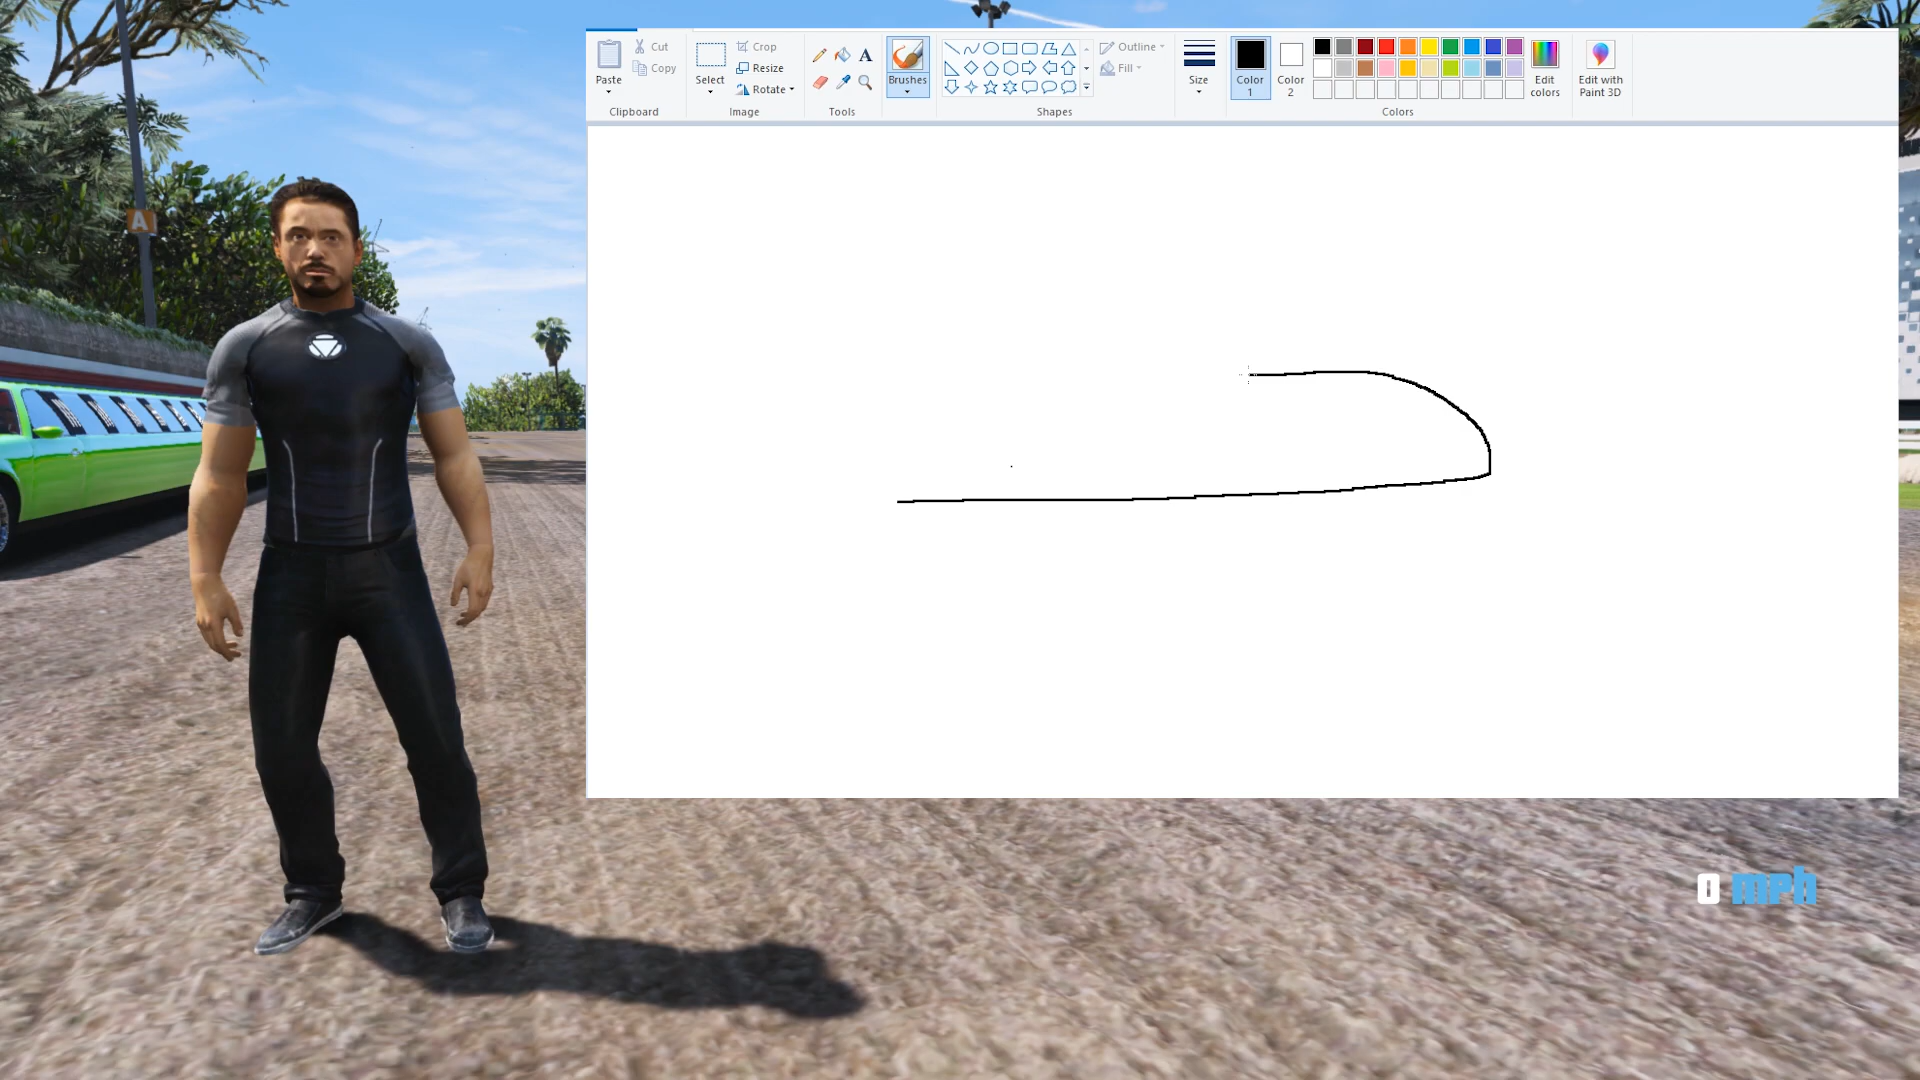 Paste
Cut
Copy
Clipboard
Select
Crop
Resize
Rotate
Image
A
Tools
Brushes
Shapes
Outline
Fill
Size
Color
1
Color
2
Edit
colors
Colors
Edit with
Paint 3D
A
0 mph